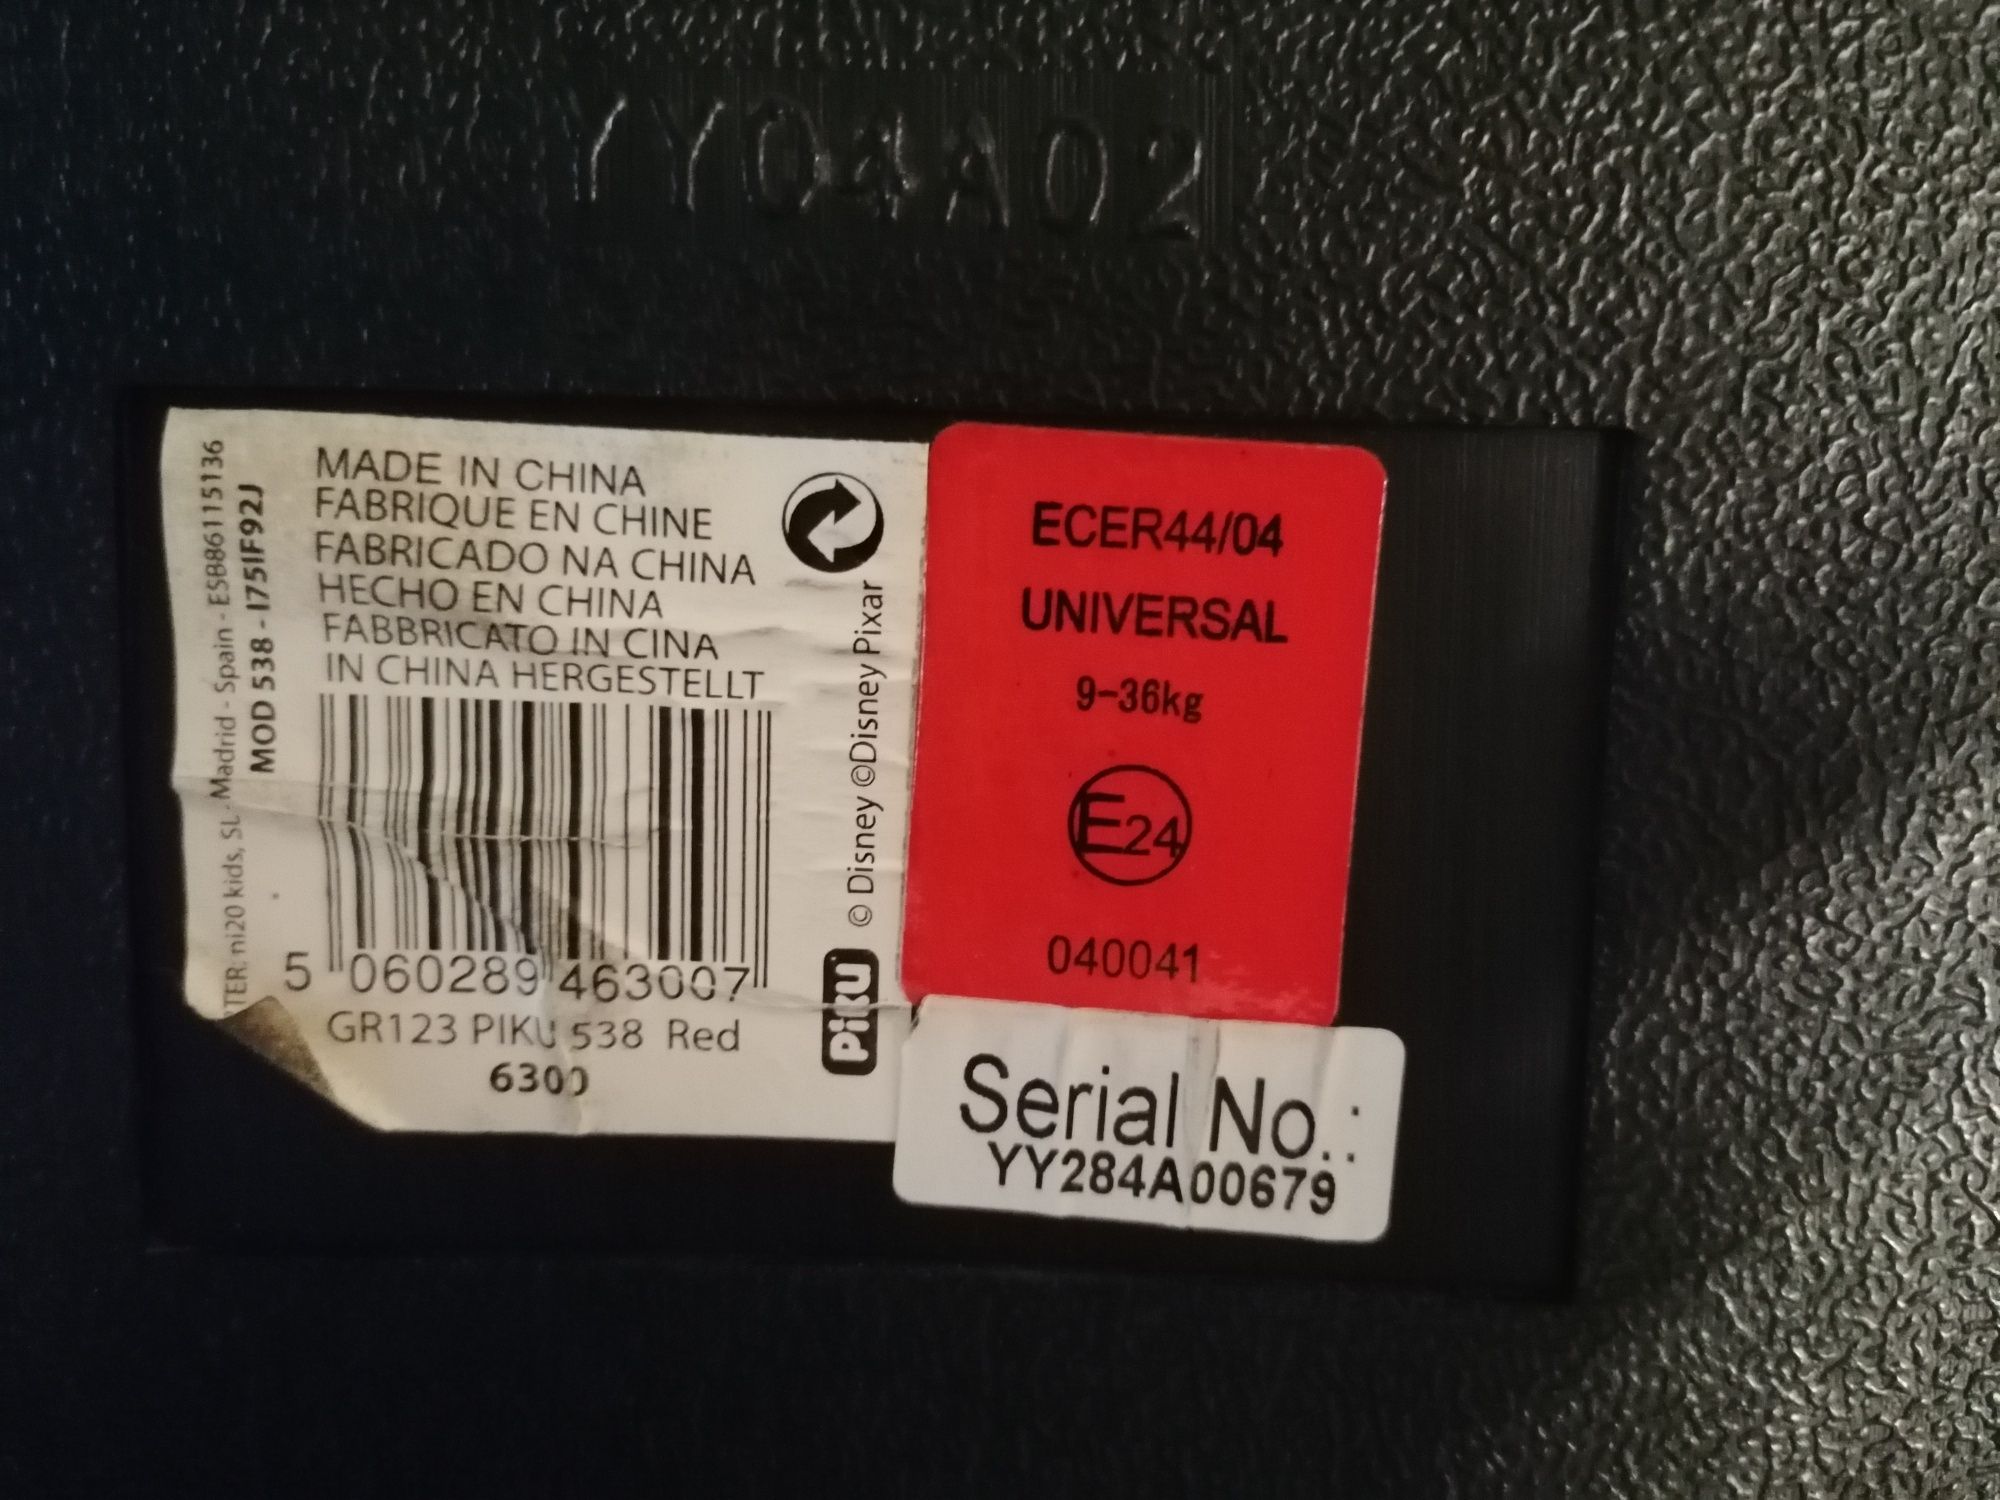 YY04A02
MADE IN CHINA
FABRIQUE EN CHINE
FABRICADO NA CHINA
HECHO EN CHINA
FABBRICATO IN CINA
IN CHINA HERGESTELLT
5 060289 463007
GR123 PIKU 538 Red
6300
ni20 kids, SL - Madrid - Spain - ESB86115136
MOD 538 - I75IF92J
© Disney ©Disney Pixar
PiKU
ECER44/04
UNIVERSAL
9-36kg
E24
040041
Serial No.:
YY284A00679